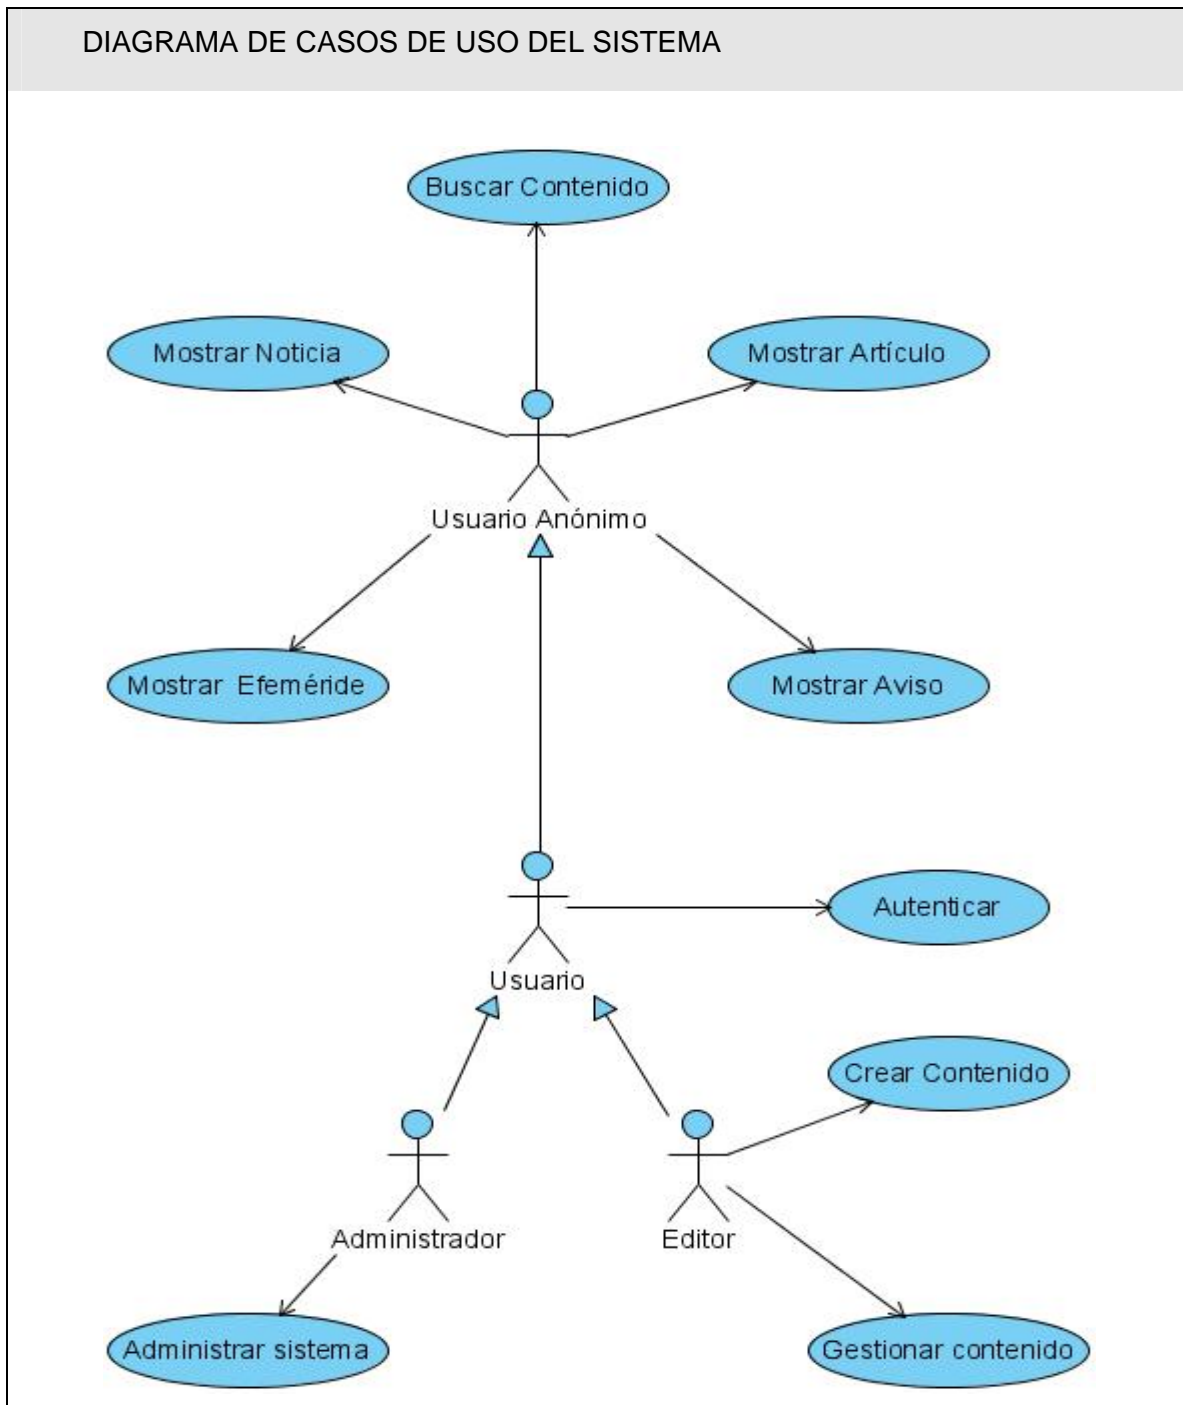 DIAGRAMA DE CASOS DE USO DEL SISTEMA
Buscar Contenido
Mostrar Noticia
Mostrar Artículo
Usuario Anónimo
Mostrar Efeméride
Mostrar Aviso
Autenticar
Usuario
Crear Contenido
Administrador
Editor
Administrar sistema
Gestionar contenido